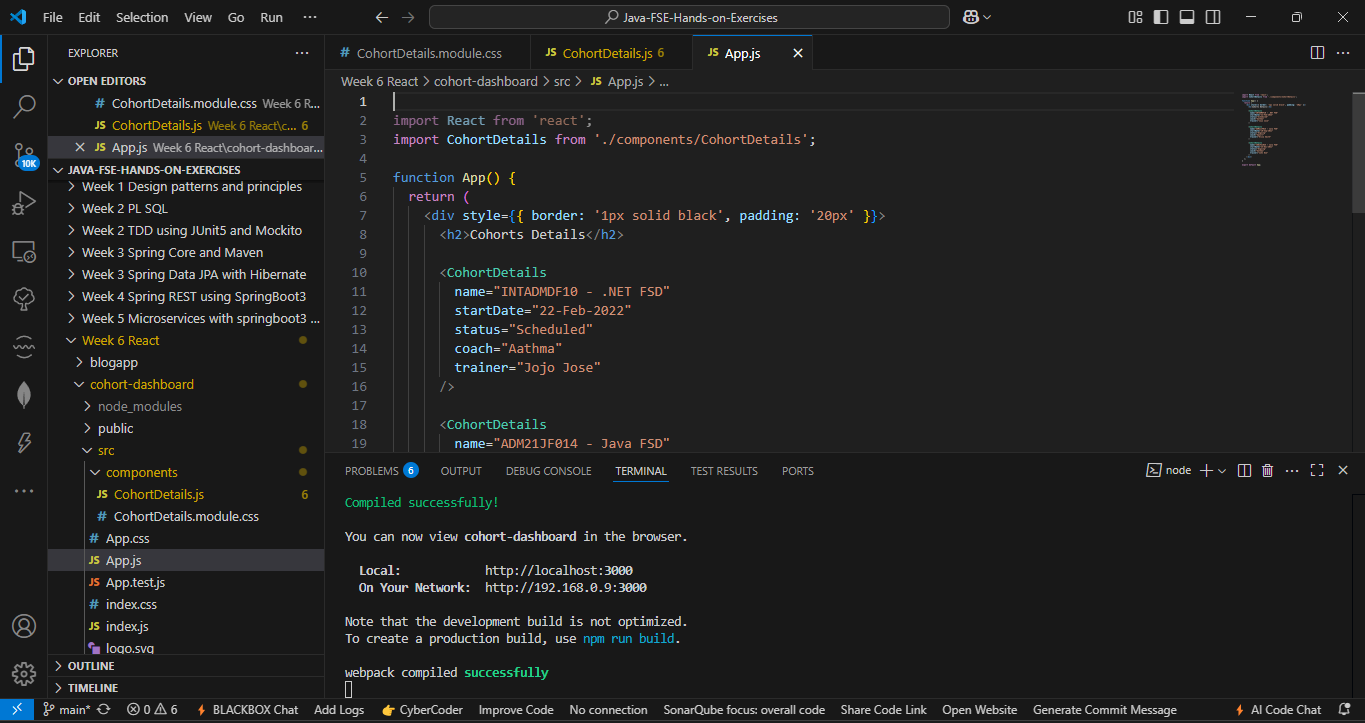 File Edit Selection View Go Run ··· Java-FSE-Hands-on-Exercises
EXPLORER ···
OPEN EDITORS
# CohortDetails.module.css Week 6 R...
JS CohortDetails.js Week 6 React\c... 6
JS App.js Week 6 React\cohort-dashboar...
JAVA-FSE-HANDS-ON-EXERCISES
Week 1 Design patterns and principles
Week 2 PL SQL
Week 2 TDD using JUnit5 and Mockito
Week 3 Spring Core and Maven
Week 3 Spring Data JPA with Hibernate
Week 4 Spring REST using SpringBoot3
Week 5 Microservices with springboot3 ...
Week 6 React
blogapp
cohort-dashboard
node_modules
public
src
components
JS CohortDetails.js 6
# CohortDetails.module.css
# App.css
JS App.js
JS App.test.js
# index.css
JS index.js
logo.svg
OUTLINE
TIMELINE
10K
# CohortDetails.module.css JS CohortDetails.js 6 JS App.js
Week 6 React > cohort-dashboard > src > JS App.js > ...
1
2 import React from 'react';
3 import CohortDetails from './components/CohortDetails';
4
5 function App() {
6 return (
7 <div style={{ border: '1px solid black', padding: '20px' }}>
8 <h2>Cohorts Details</h2>
9
10 <CohortDetails
11 name="INTADMDF10 - .NET FSD"
12 startDate="22-Feb-2022"
13 status="Scheduled"
14 coach="Aathma"
15 trainer="Jojo Jose"
16 />
17
18 <CohortDetails
19 name="ADM21JF014 - Java FSD"
PROBLEMS 6 OUTPUT DEBUG CONSOLE TERMINAL TEST RESULTS PORTS node
Compiled successfully!
You can now view cohort-dashboard in the browser.
Local: http://localhost:3000
On Your Network: http://192.168.0.9:3000
Note that the development build is not optimized.
To create a production build, use npm run build.
webpack compiled successfully
main* 0 6 BLACKBOX Chat Add Logs CyberCoder Improve Code No connection SonarQube focus: overall code Share Code Link Open Website Generate Commit Message AI Code Chat